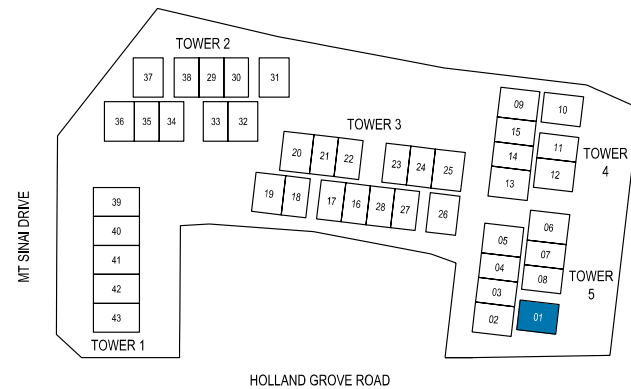 TOWER 2
37 38 29 30 31
36 35 34 33 32
TOWER 3
20 21 22 23 24 25
19 18 17 16 28 27 26
09 10
15 11
14 12
13
TOWER
4
39
40
41
42
43
TOWER 1
05 06
04 07
03 08
02 01
TOWER
5
MT SINAI DRIVE
HOLLAND GROVE ROAD